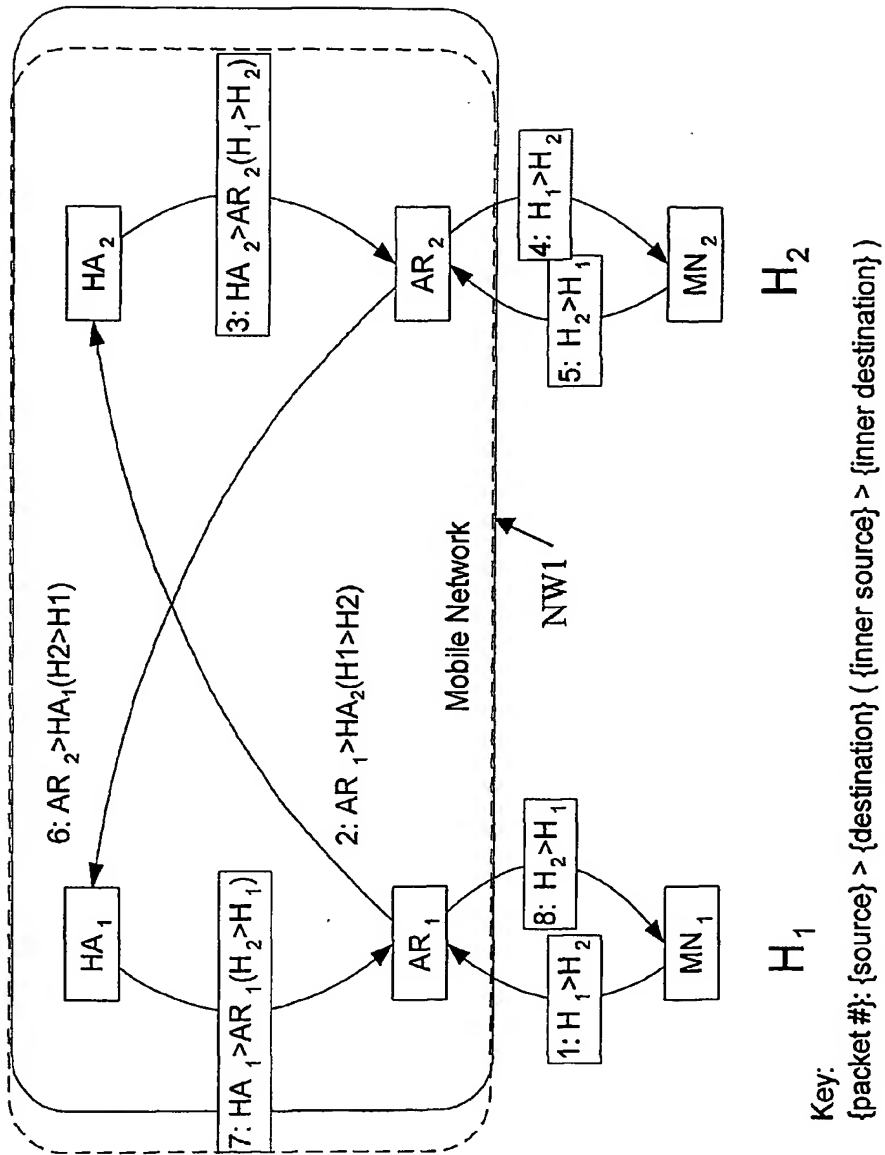 HA₁
HA₂
6: AR₂>HA₁(H2>H1)
7: HA₁>AR₁(H₂>H₁)
3: HA₂>AR₂(H₁>H₂)
2: AR₁>HA₂(H1>H2)
AR₁
AR₂
Mobile Network
NW1
1: H₁>H₂
8: H₂>H₁
5: H₂>H₁
4: H₁>H₂
MN₁
MN₂
H₁
H₂
Key:
{packet #}: {source} > {destination} ( {inner source} > {inner destination} )